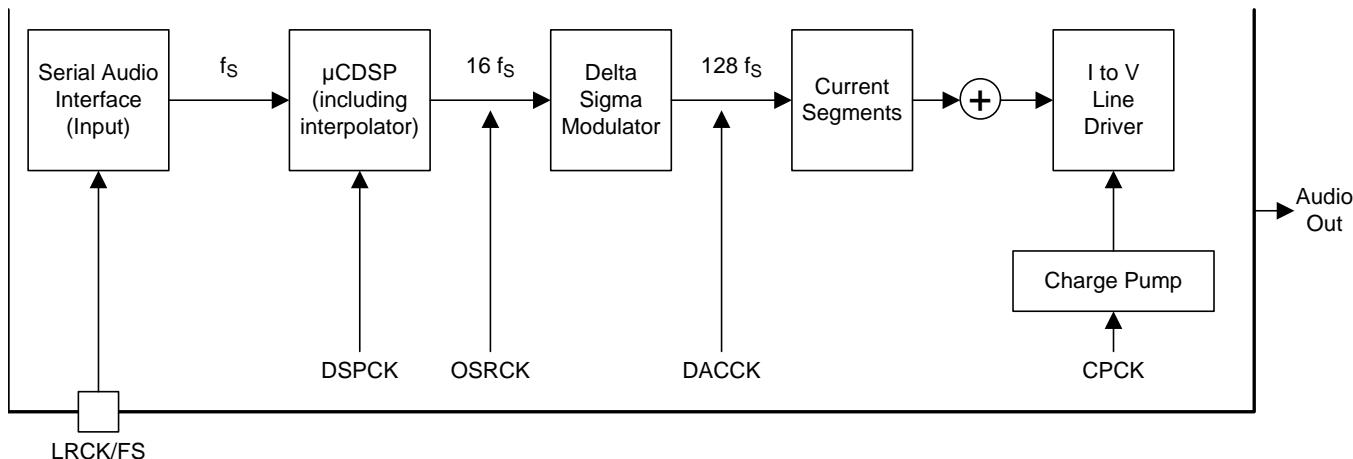 Serial Audio
Interface
(Input)
fS
µCDSP
(including
interpolator)
16 fS
Delta
Sigma
Modulator
128 fS
Current
Segments
+
I to V
Line
Driver
Audio
Out
Charge Pump
DSPCK
OSRCK
DACCK
CPCK
LRCK/FS